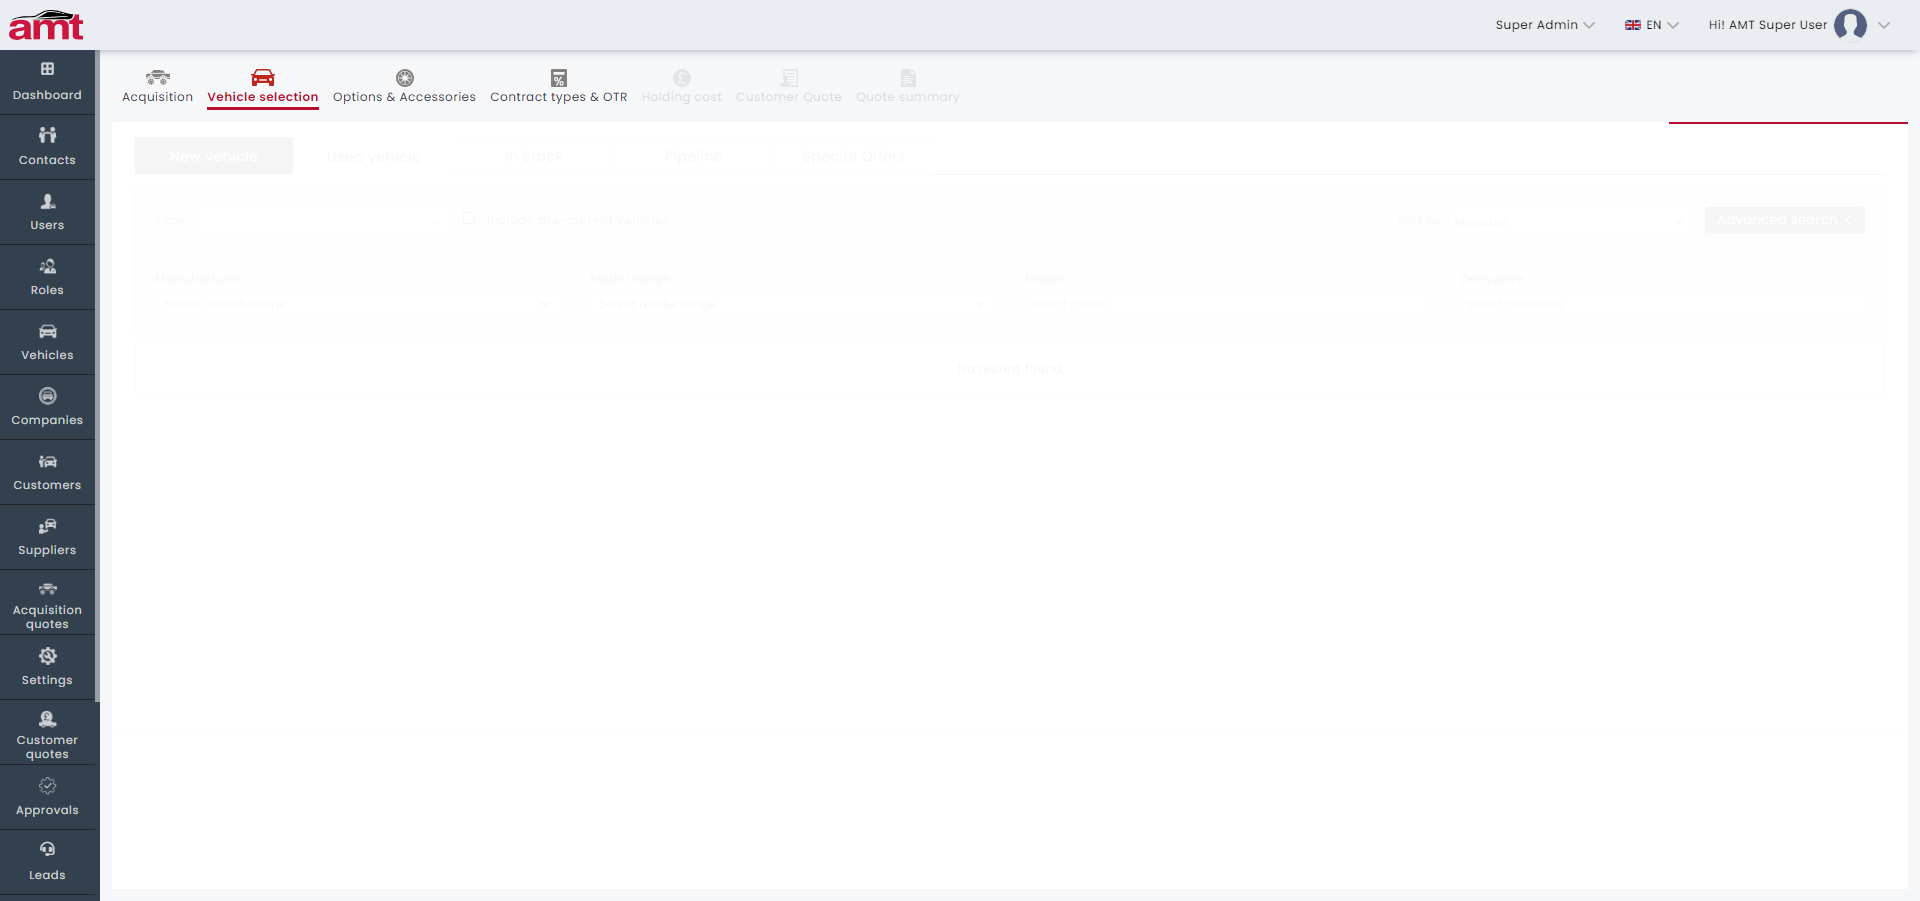 amt
Super Admin
EN
Hi! AMT Super User
Dashboard
Contacts
Users
Roles
Vehicles
Companies
Customers
Suppliers
Acquisition
quotes
Settings
Customer
quotes
Approvals
Leads
Acquisition
Vehicle selection
Options & Accessories
Contract types & OTR
Holding cost
Customer Quote
Quote summary
New vehicle
Used vehicle
In Stock
Pipeline
Special Offers
Type
Include pre-current vehicles
Sort by
Alphabet
Advanced search <
Manufacturer
Model range
Model
Derivative
Select manufacturer
Select model range
Select model
Select derivative
No record found